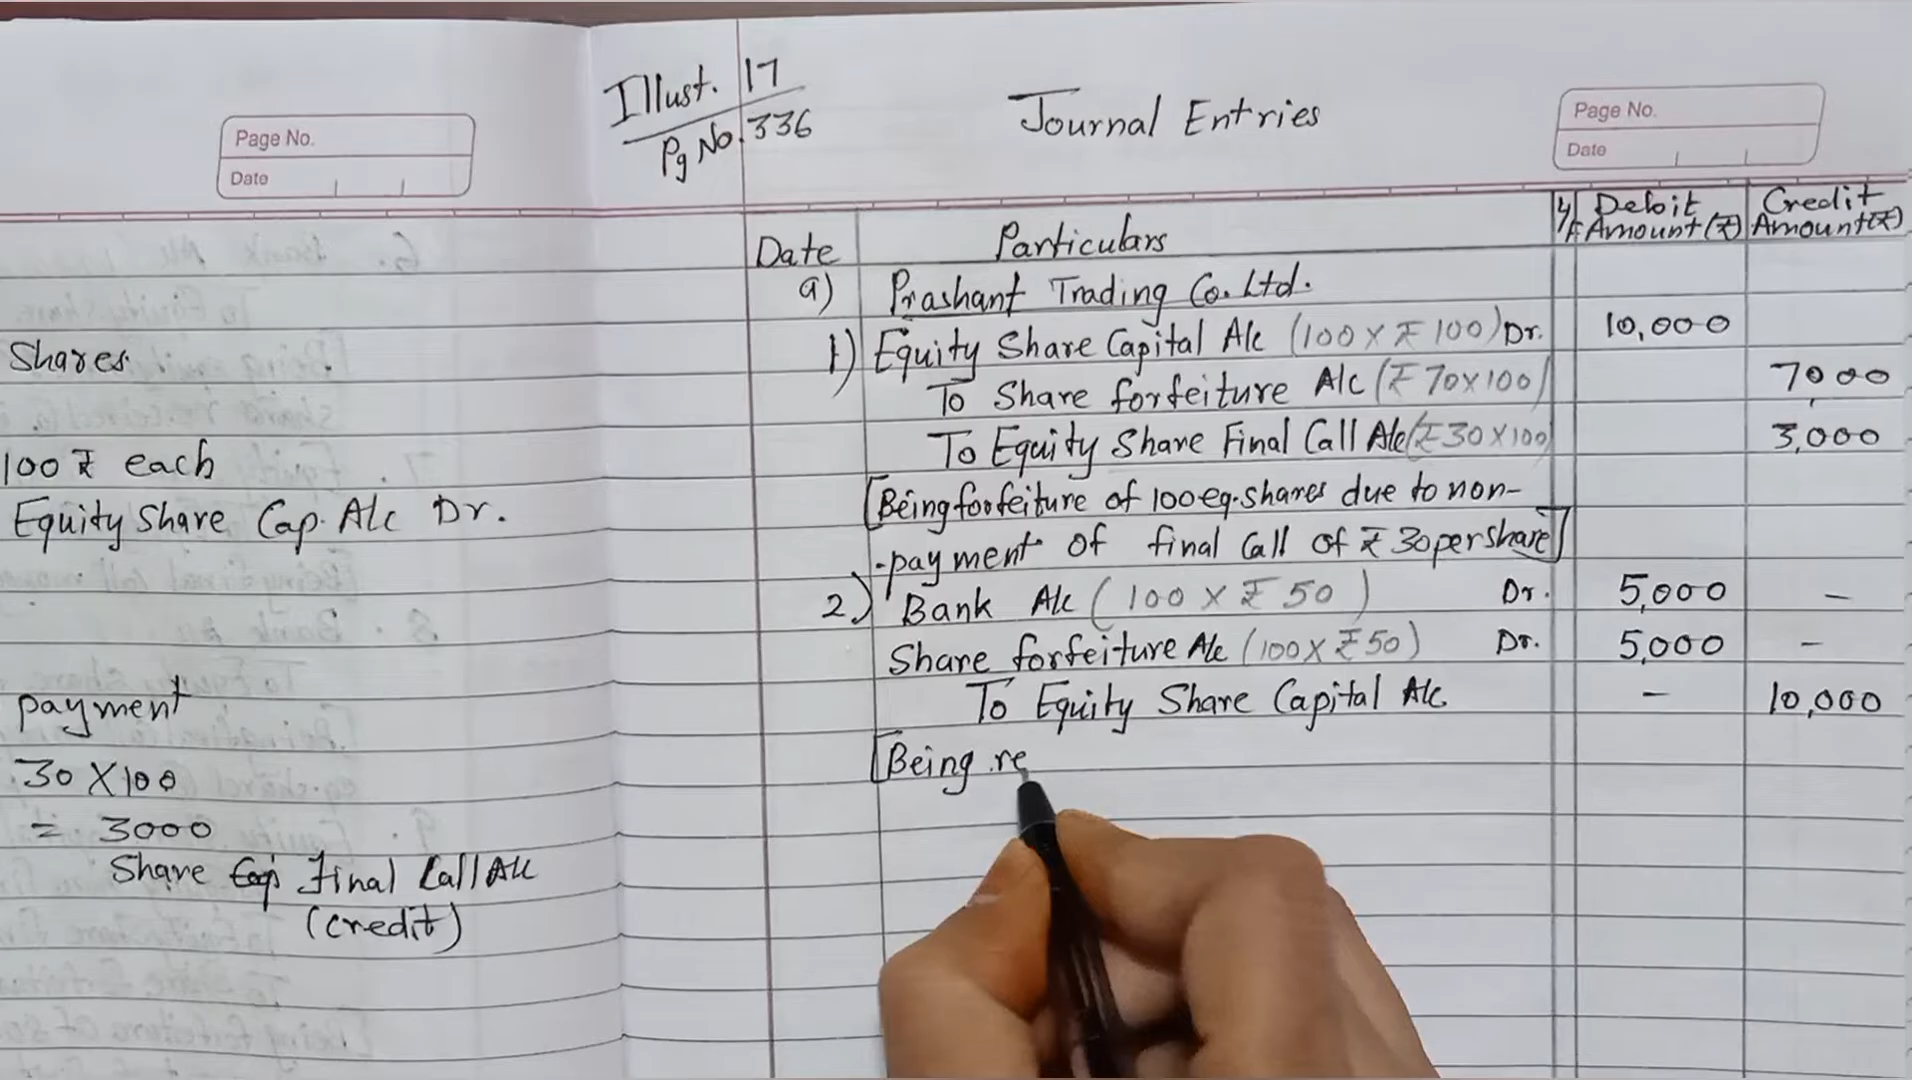 Illust. 17
Pg No. 336
Journal Entries
Page No.
Date
Page No.
Date
Shares.
100 ₹ each
Equity Share Cap. A/c Dr.
payment
30 X 100
= 3000
Share Final Call A/c
(credit)
Date Particulars L/F Debit Amount (₹) Credit Amount (₹)
a) Prashant Trading Co. Ltd.
1) Equity Share Capital A/c (100 X ₹ 100) Dr. 10,000
To Share forfeiture A/c (₹ 70 X 100) 7000
To Equity Share Final Call A/c (₹ 30 X 100) 3,000
[Being forfeiture of 100 eq. shares due to non-
-payment of final Call of ₹ 30 per share]
2) Bank A/c (100 X ₹ 50) Dr. 5,000 -
Share forfeiture A/c (100 X ₹ 50) Dr. 5,000 -
To Equity Share Capital A/c - 10,000
[Being re